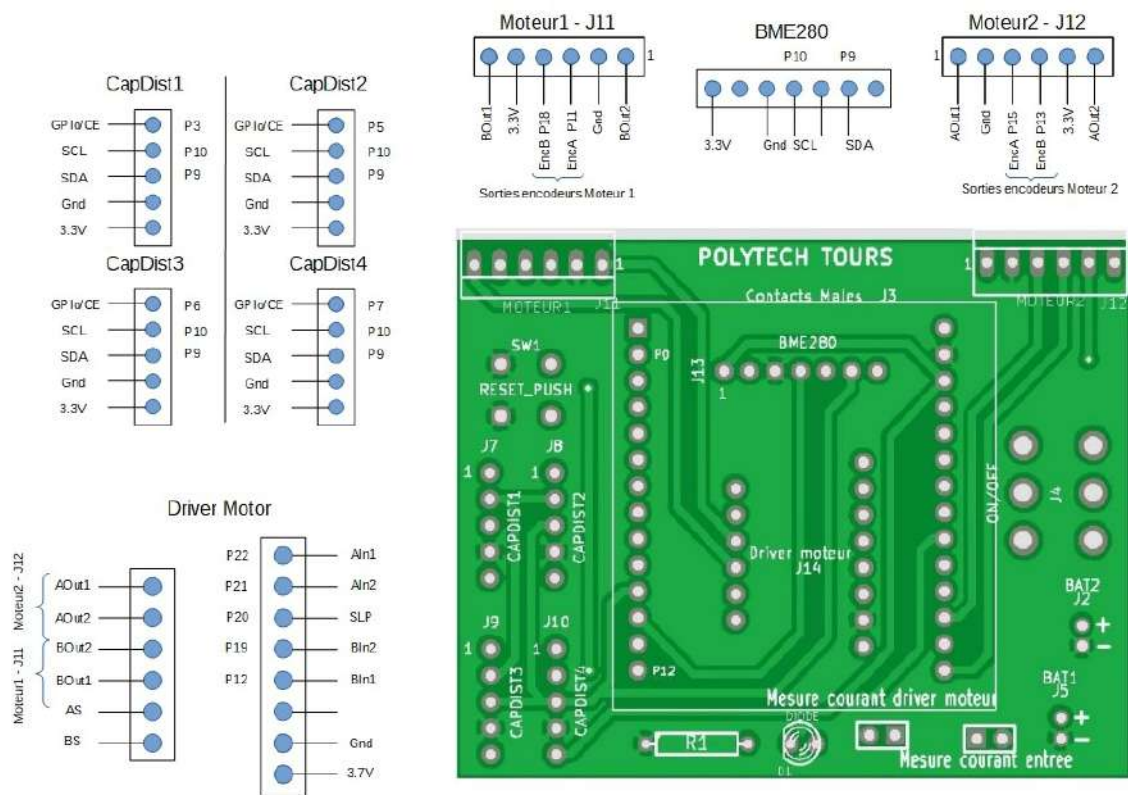 Moteur1 - J11
BME280
Moteur2 - J12
1
P10 P9
1
BOut1
3.3V
EncB P18
EncA P11
Gnd
BOut2
Sorties encodeurs Moteur 1
3.3V Gnd SCL SDA
AOut1
Gnd
EncA P15
EncB P13
3.3V
AOut2
Sorties encodeurs Moteur 2
CapDist1
GPIo/CE P3
SCL P10
SDA P9
Gnd
3.3V
CapDist2
GPIo/CE P5
SCL P10
SDA P9
Gnd
3.3V
CapDist3
GPIo/CE P6
SCL P10
SDA P9
Gnd
3.3V
CapDist4
GPIo/CE P7
SCL P10
SDA P9
Gnd
3.3V
Driver Motor
Moteur2 - J12
Moteur1 - J11
AOut1
AOut2
BOut2
BOut1
AS
BS
P22 AIn1
P21 AIn2
P20 SLP
P19 BIn2
P12 BIn1
Gnd
3.7V
POLYTECH TOURS
1
1
MOTEUR1 J11
MOTEUR2 J12
Contacts Males J3
P0
BME280
J13
1
SW1
RESET_PUSH
J7
1
CAPDIST1
J8
1
CAPDIST2
Driver moteur
J14
ON/OFF
J4
J9
1
CAPDIST3
J10
1
CAPDIST4
P12
BAT2
J2
+
−
BAT1
J5
+
−
Mesure courant driver moteur
R1
DIODE
D1
Mesure courant entree